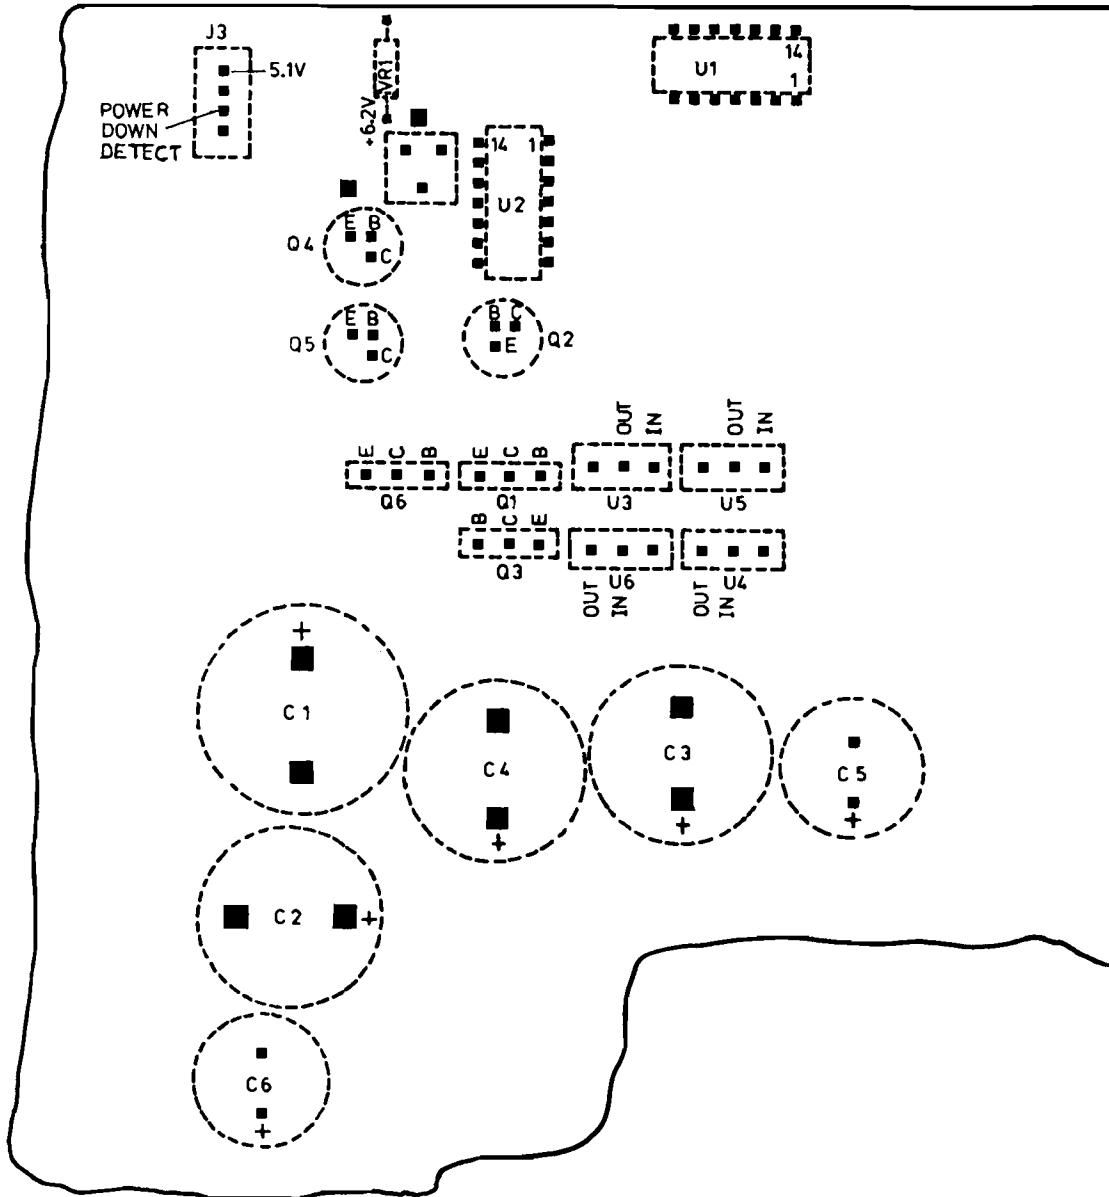 J3
5.1V
POWER
DOWN
DETECT
VR1
+6.2V
U1
14
1
14 1
U2
E B
Q4
C
E B
Q5
C
B C
Q2
E
OUT
IN
OUT
IN
E C B
Q6
E C B
Q1
U3
U5
B C E
Q3
U6
OUT
IN
U4
OUT
IN
+
C1
C4
+
C3
+
C5
+
C2 +
C6
+